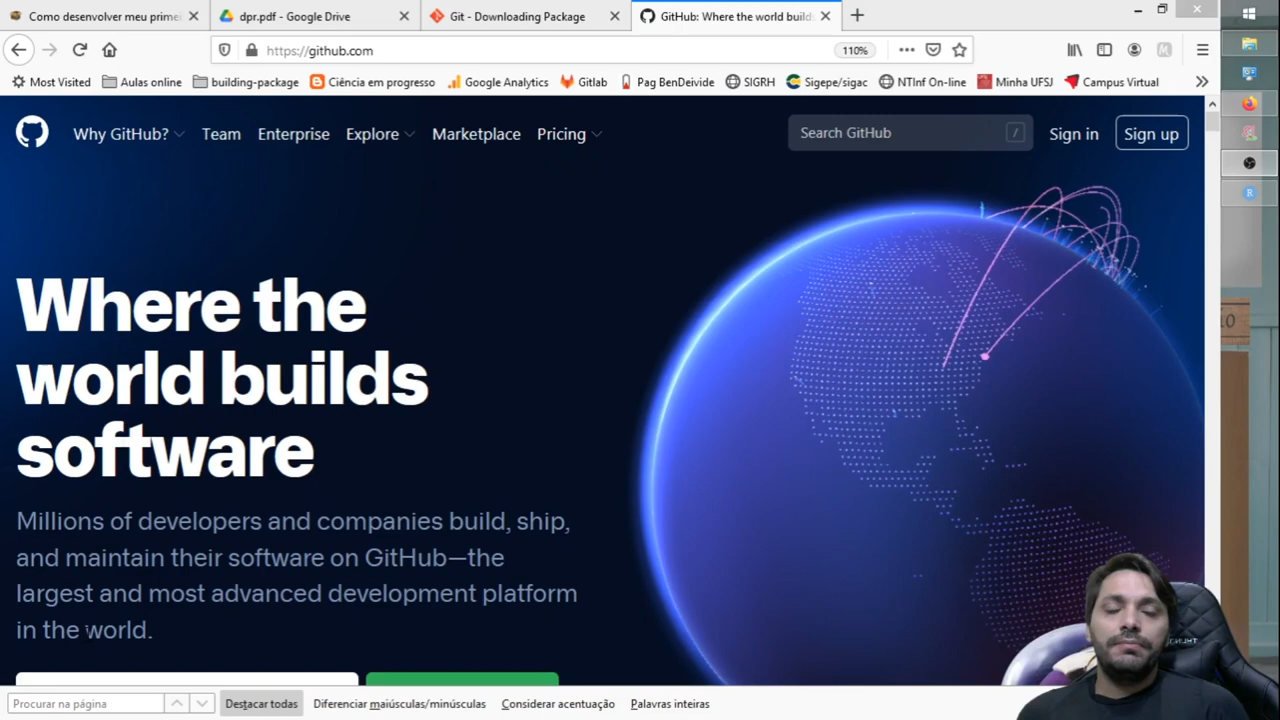 Como desenvolver meu primei
dpr.pdf - Google Drive
Git - Downloading Package
GitHub: Where the world build
https://github.com
110%
Most Visited
Aulas online
building-package
Ciência em progresso
Google Analytics
Gitlab
Pag BenDeivide
SIGRH
Sigepe/sigac
NTInf On-line
Minha UFSJ
Campus Virtual
Why GitHub?
Team
Enterprise
Explore
Marketplace
Pricing
Search GitHub
/
Sign in
Sign up
Where the
world builds
software
Millions of developers and companies build, ship,
and maintain their software on GitHub—the
largest and most advanced development platform
in the world.
Procurar na página
Destacar todas
Diferenciar maiúsculas/minúsculas
Considerar acentuação
Palavras inteiras